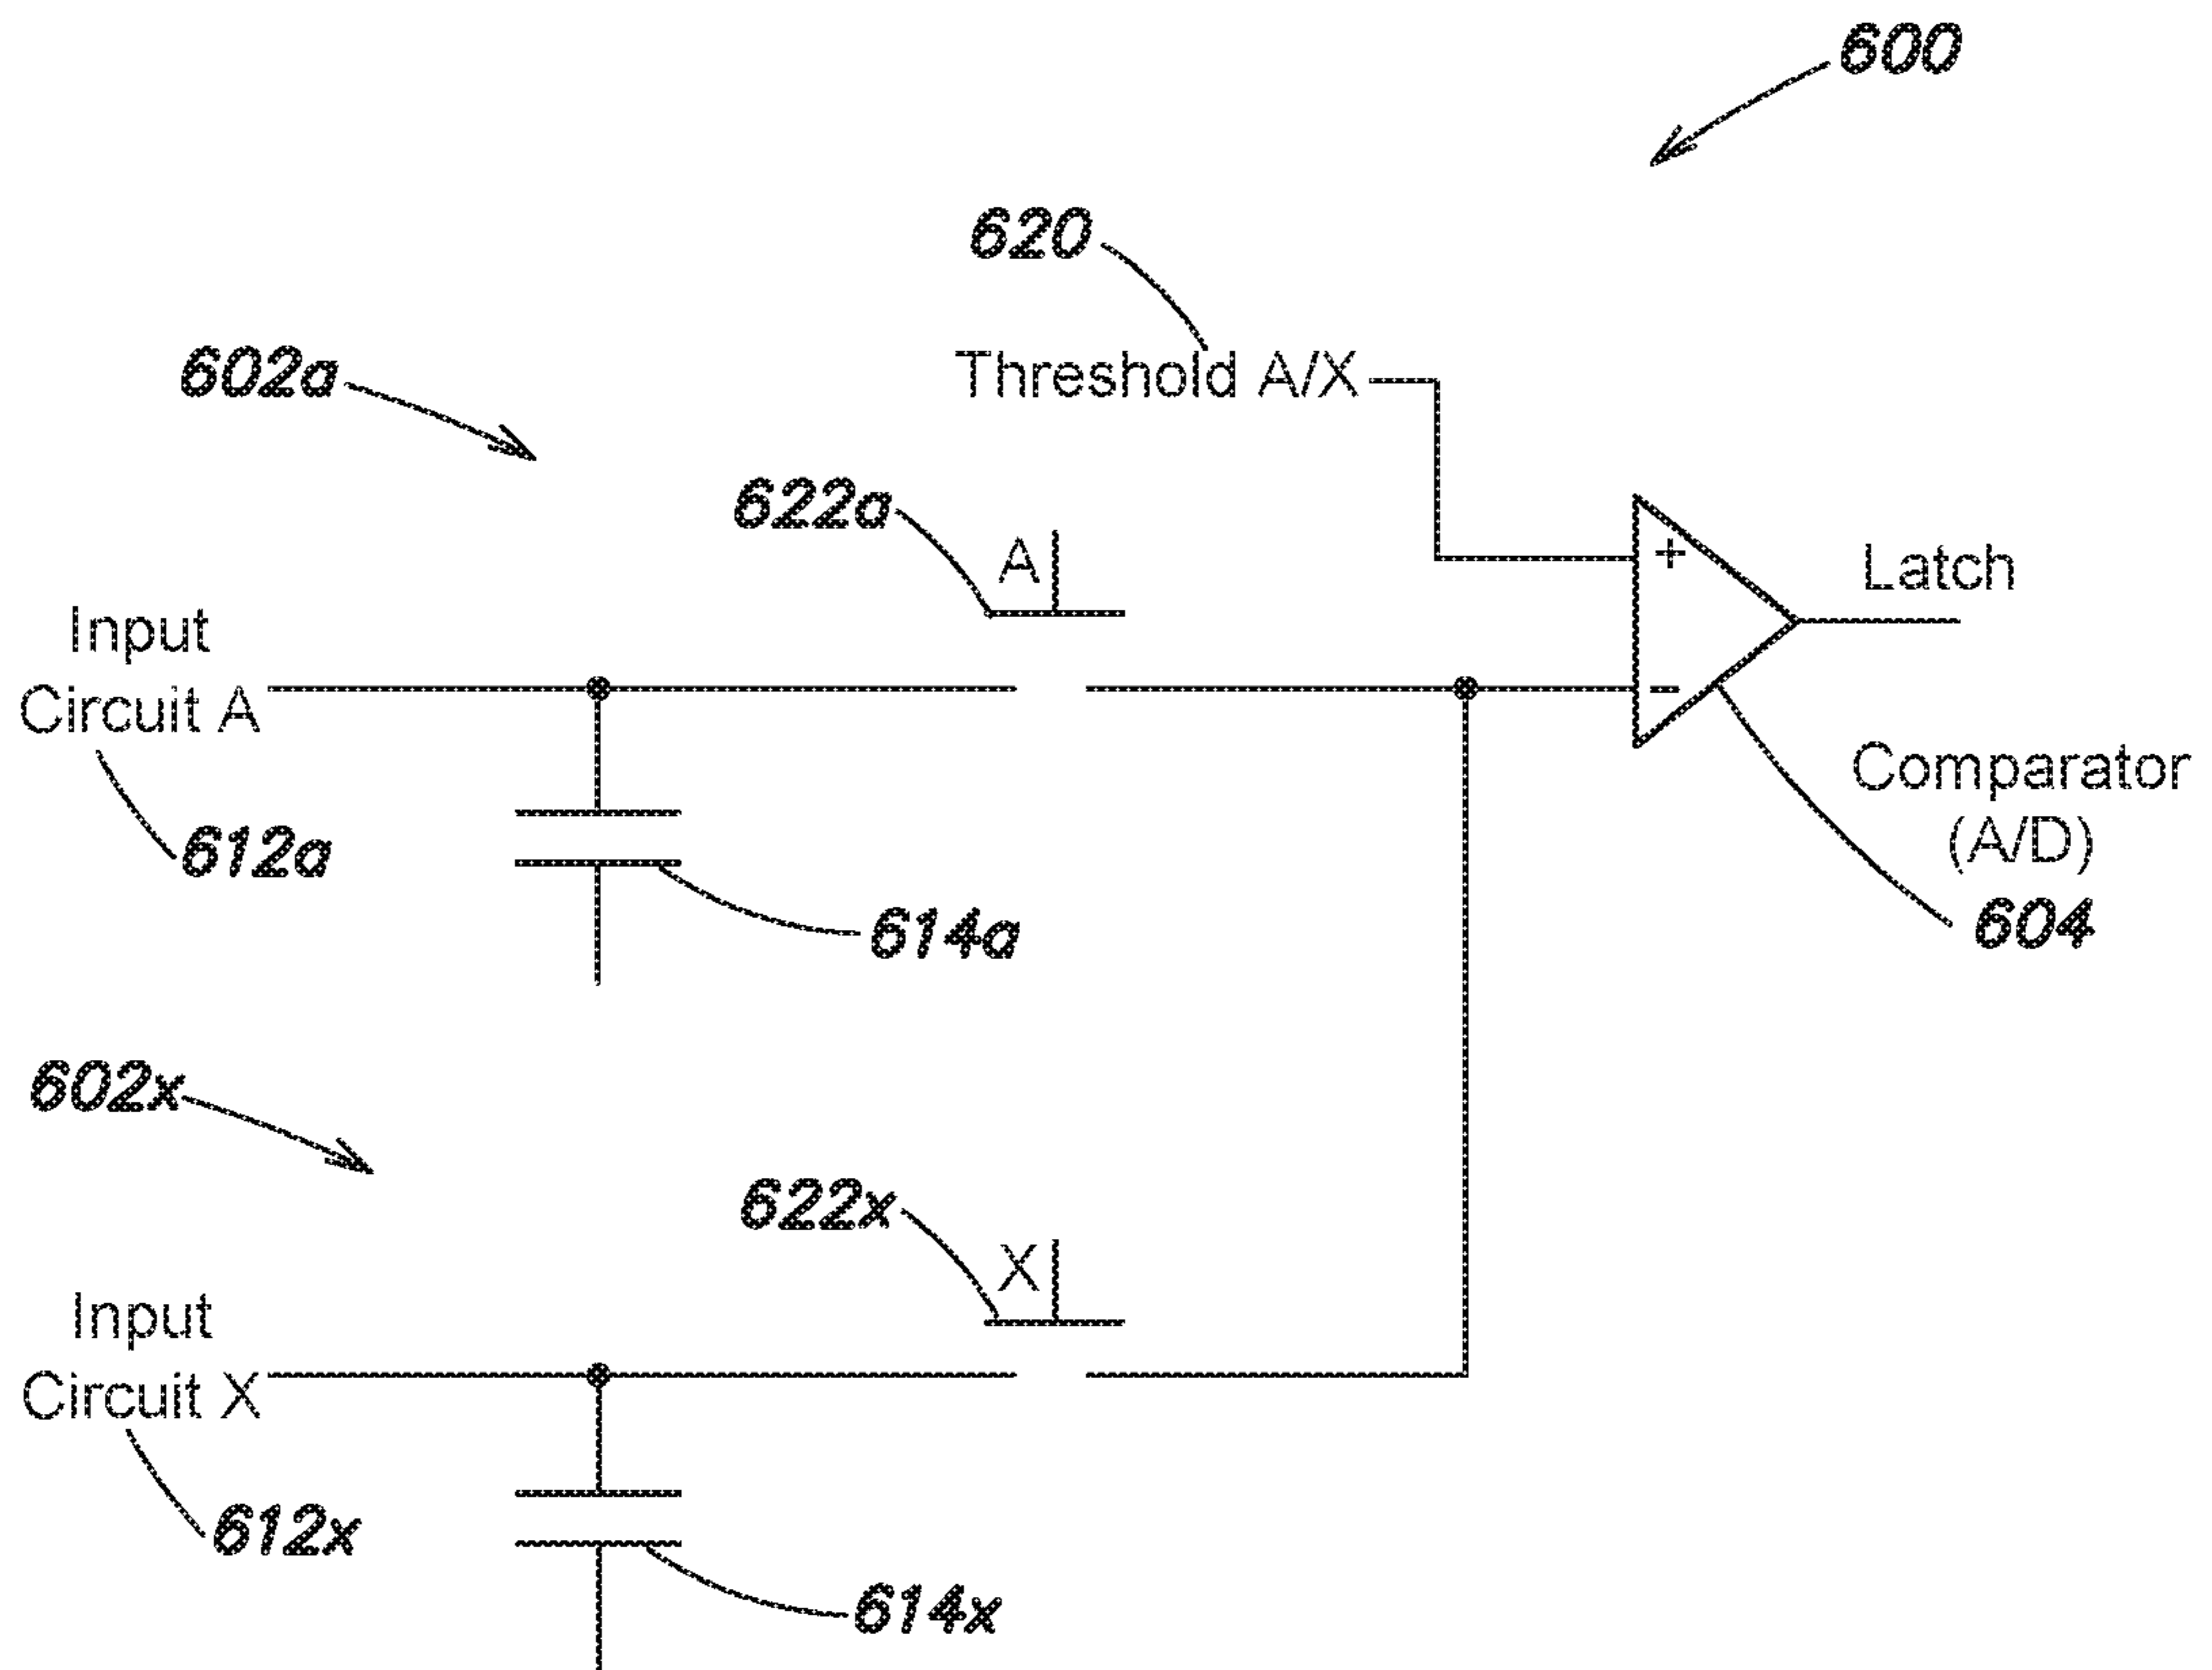 600
620
Threshold A/X
602a
622a
A
Latch
Input
Circuit A
+
-
Comparator
(A/D)
612a
614a
604
602x
622x
X
Input
Circuit X
612x
614x